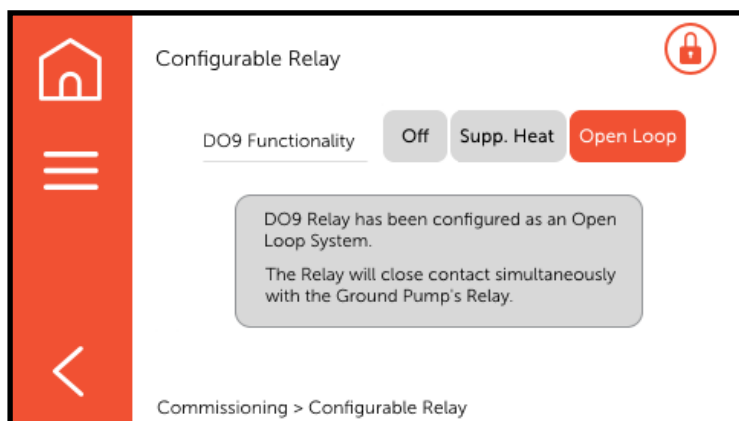 Configurable Relay
DO9 Functionality
Off
Supp. Heat
Open Loop
DO9 Relay has been configured as an Open
Loop System.
The Relay will close contact simultaneously
with the Ground Pump's Relay.
Commissioning > Configurable Relay